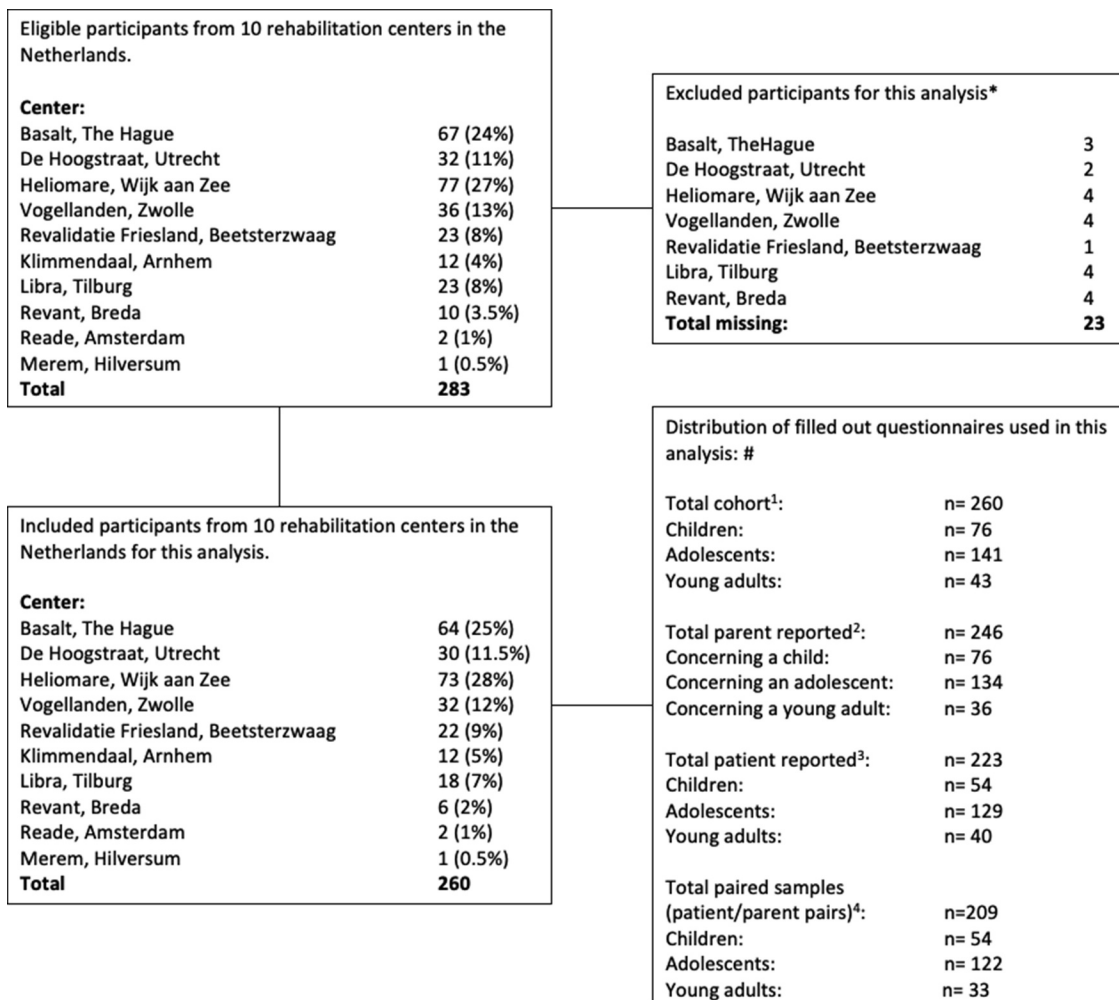 Eligible participants from 10 rehabilitation centers in the
Netherlands.
Center:
Basalt, The Hague 67 (24%)
De Hoogstraat, Utrecht 32 (11%)
Heliomare, Wijk aan Zee 77 (27%)
Vogellanden, Zwolle 36 (13%)
Revalidatie Friesland, Beetsterzwaag 23 (8%)
Klimmendaal, Arnhem 12 (4%)
Libra, Tilburg 23 (8%)
Revant, Breda 10 (3.5%)
Reade, Amsterdam 2 (1%)
Merem, Hilversum 1 (0.5%)
Total 283
Excluded participants for this analysis*
Basalt, TheHague 3
De Hoogstraat, Utrecht 2
Heliomare, Wijk aan Zee 4
Vogellanden, Zwolle 4
Revalidatie Friesland, Beetsterzwaag 1
Libra, Tilburg 4
Revant, Breda 4
Total missing: 23
Included participants from 10 rehabilitation centers in the
Netherlands for this analysis.
Center:
Basalt, The Hague 64 (25%)
De Hoogstraat, Utrecht 30 (11.5%)
Heliomare, Wijk aan Zee 73 (28%)
Vogellanden, Zwolle 32 (12%)
Revalidatie Friesland, Beetsterzwaag 22 (9%)
Klimmendaal, Arnhem 12 (5%)
Libra, Tilburg 18 (7%)
Revant, Breda 6 (2%)
Reade, Amsterdam 2 (1%)
Merem, Hilversum 1 (0.5%)
Total 260
Distribution of filled out questionnaires used in this
analysis: #
Total cohort¹: n= 260
Children: n= 76
Adolescents: n= 141
Young adults: n= 43
Total parent reported²: n= 246
Concerning a child: n= 76
Concerning an adolescent: n= 134
Concerning a young adult: n= 36
Total patient reported³: n= 223
Children: n= 54
Adolescents: n= 129
Young adults: n= 40
Total paired samples
(patient/parent pairs)⁴: n=209
Children: n= 54
Adolescents: n= 122
Young adults: n= 33